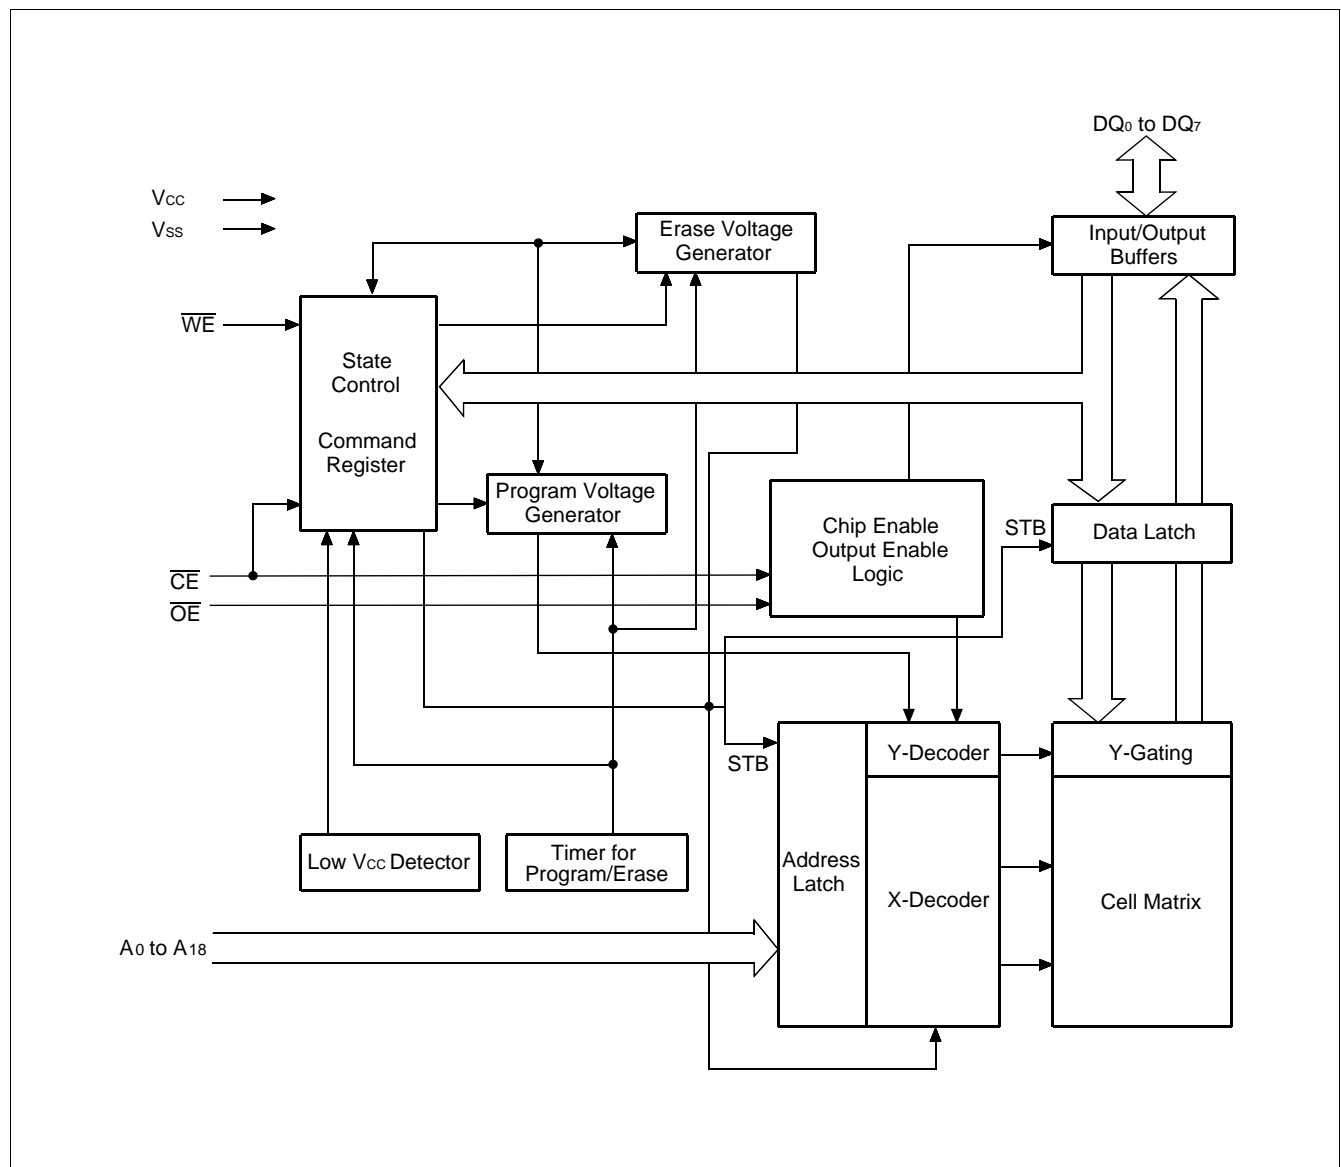 DQ0 to DQ7
VCC
VSS
Erase Voltage
Generator
Input/Output
Buffers
WE
State
Control
Command
Register
Program Voltage
Generator
Chip Enable
Output Enable
Logic
STB
Data Latch
CE
OE
STB
Y-Decoder
Y-Gating
Low VCC Detector
Timer for
Program/Erase
Address
Latch
X-Decoder
Cell Matrix
A0 to A18